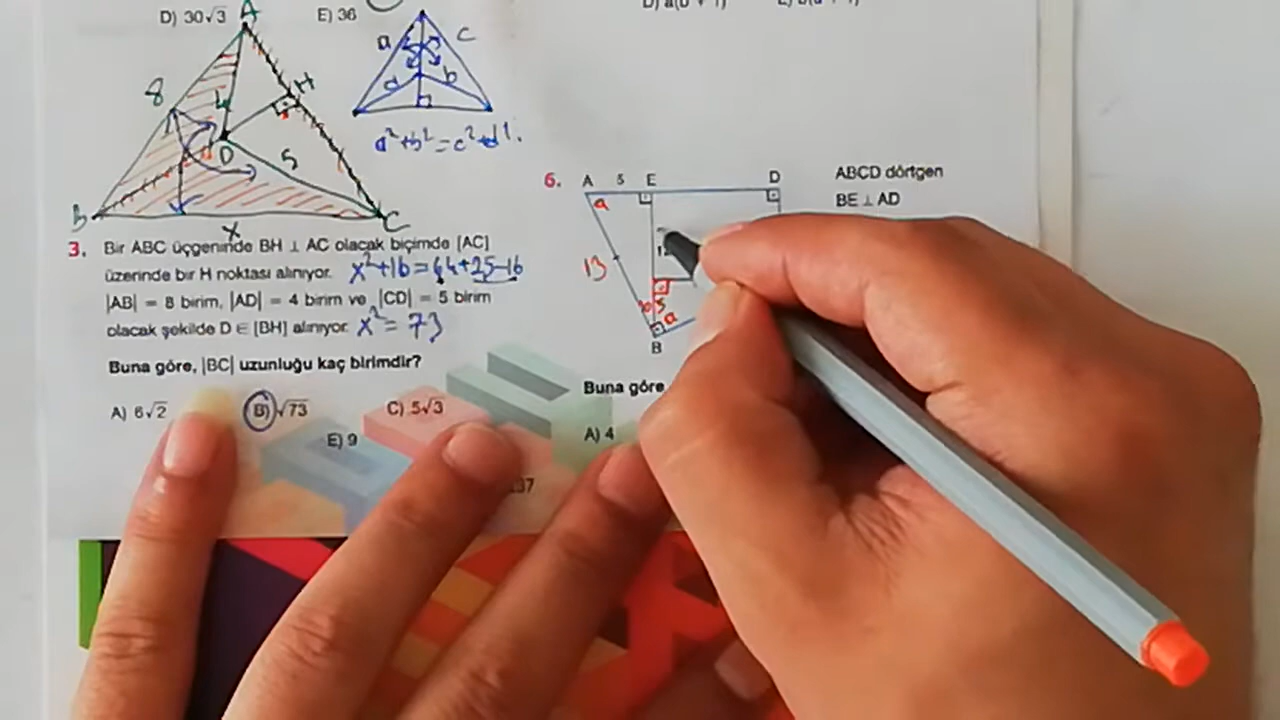 D) 30√3
E) 36
A
8
4
H
D
5
B
C
x
a
c
d
b
a²+b²=c²+d²
3. Bir ABC üçgeninde BH ⊥ AC olacak biçimde [AC]
üzerinde bir H noktası alınıyor. x²+16=64+25-16
|AB| = 8 birim, |AD| = 4 birim ve |CD| = 5 birim
olacak şekilde D ∈ [BH] alınıyor. x²=73
Buna göre, |BC| uzunluğu kaç birimdir?
A) 6√2
B) √73
C) 5√3
E) 9
6.
A 5 E D
a
13
b 5
a
B
ABCD dörtgen
BE ⊥ AD
Buna göre
A) 4